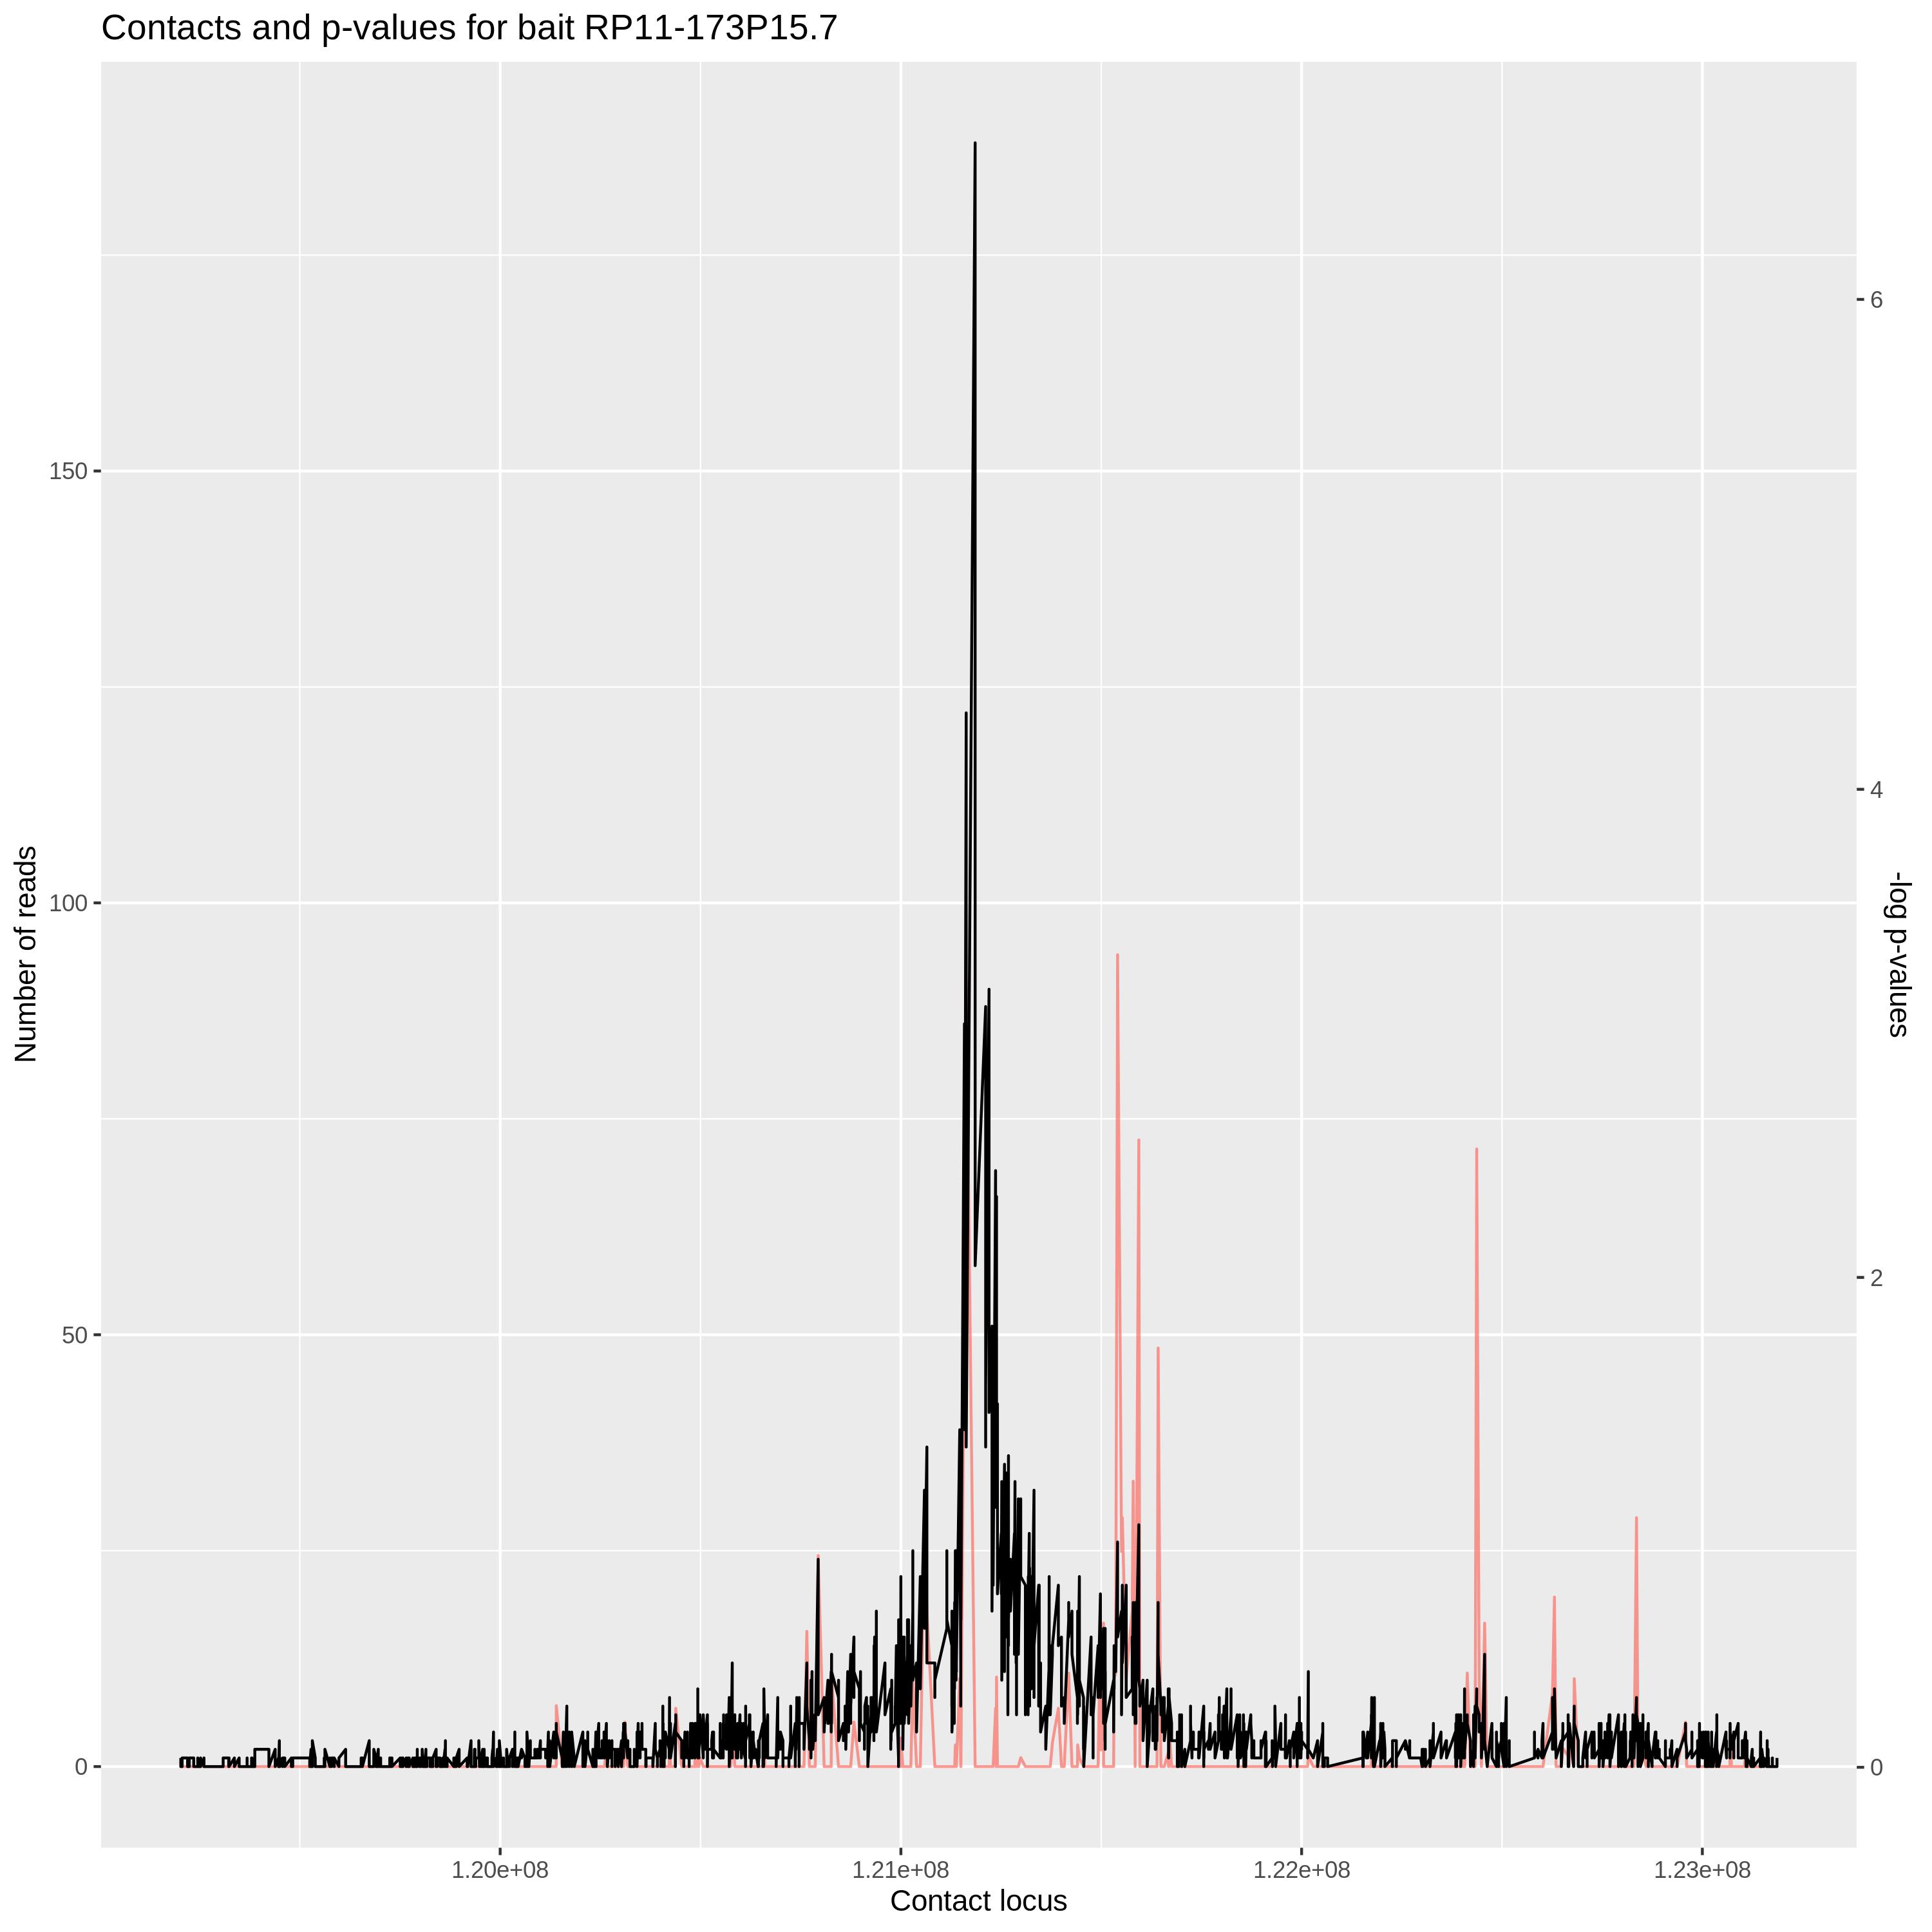 Contacts and p-values for bait RP11-173P15.7
Number of reads
150
100
50
0
6
4
2
0
-log p-values
1.20e+08
1.21e+08
1.22e+08
1.23e+08
Contact locus